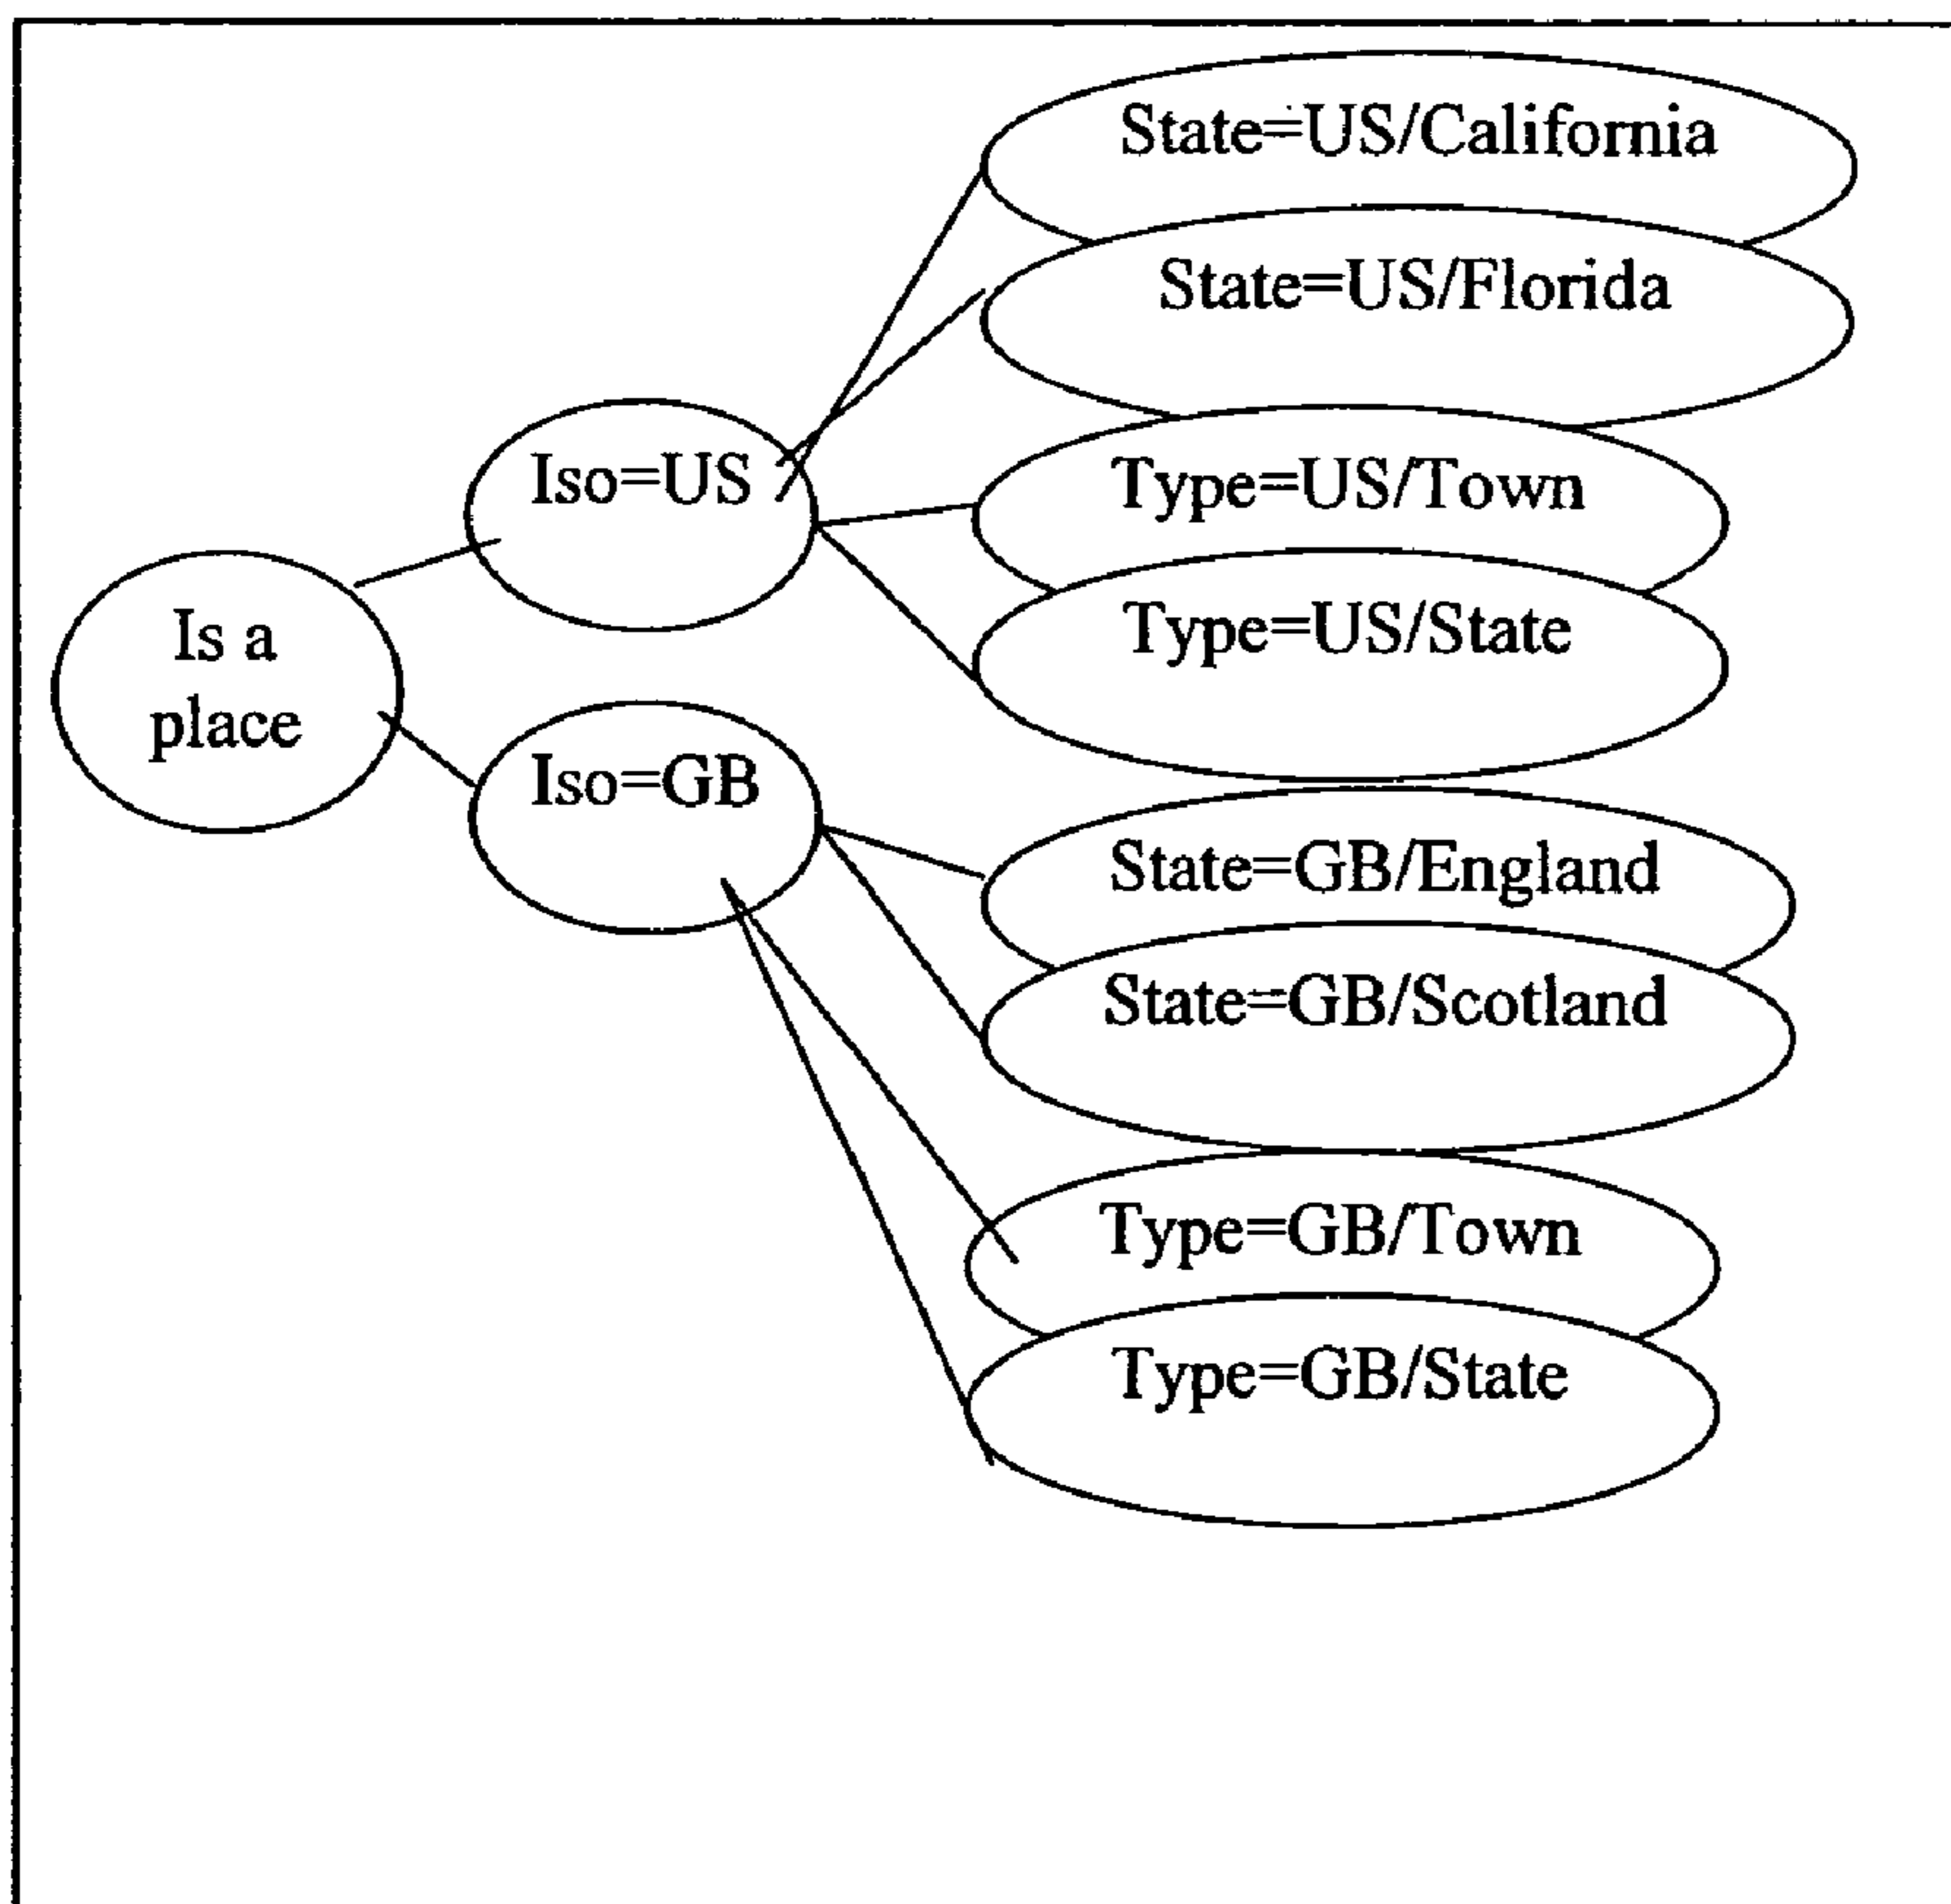 State=US/California
State=US/Florida
Iso=US
Type=US/Town
Type=US/State
Is a
place
Iso=GB
State=GB/England
State=GB/Scotland
Type=GB/Town
Type=GB/State